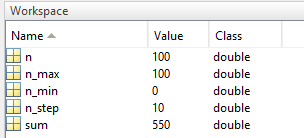 Workspace
Name Value Class
n 100 double
n_max 100 double
n_min 0 double
n_step 10 double
sum 550 double